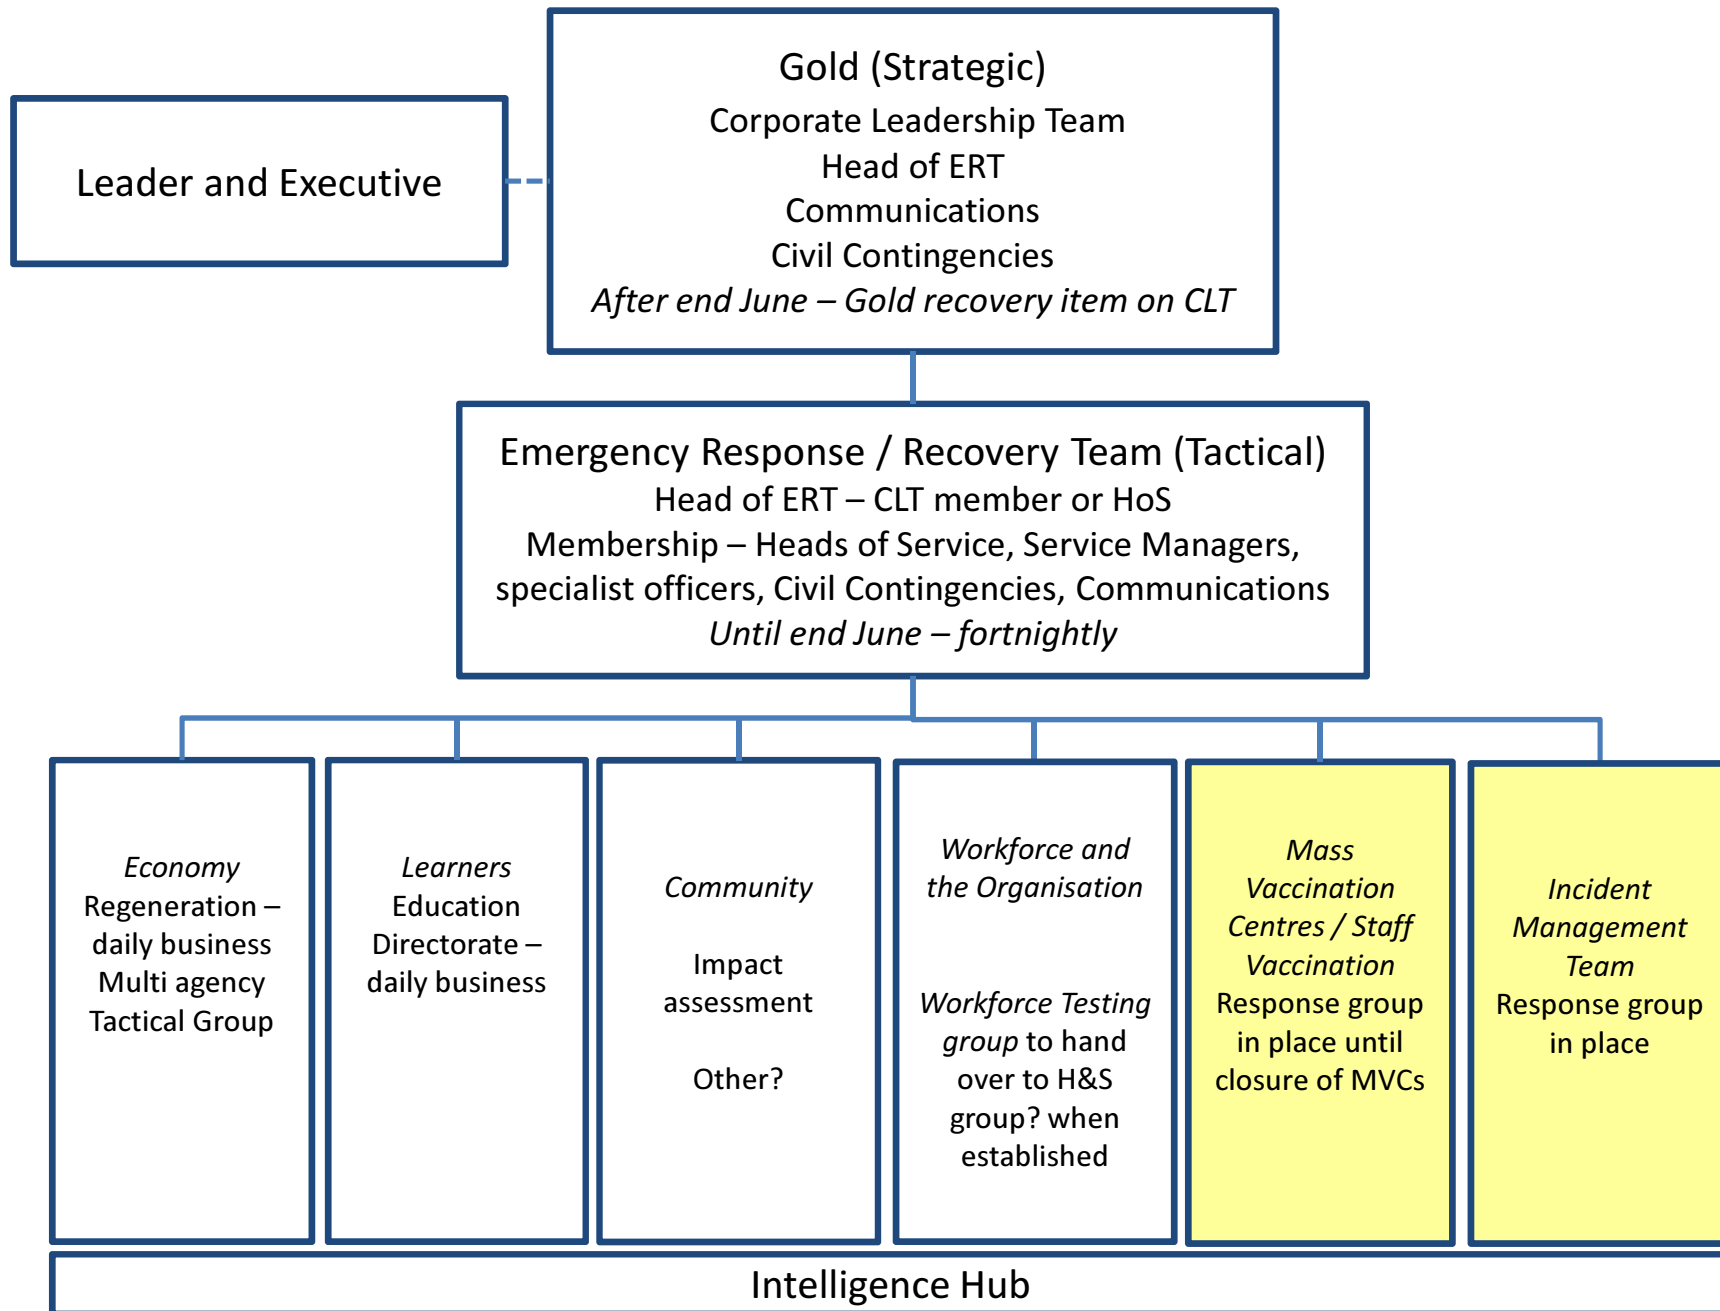 Gold (Strategic)
Corporate Leadership Team
Head of ERT
Communications
Civil Contingencies
After end June – Gold recovery item on CLT
Leader and Executive
Emergency Response / Recovery Team (Tactical)
Head of ERT – CLT member or HoS
Membership – Heads of Service, Service Managers,
specialist officers, Civil Contingencies, Communications
Until end June – fortnightly
Economy
Regeneration –
daily business
Multi agency
Tactical Group
Learners
Education
Directorate –
daily business
Community
Impact
assessment
Other?
Workforce and
the Organisation
Workforce Testing
group to hand
over to H&S
group? when
established
Mass
Vaccination
Centres / Staff
Vaccination
Response group
in place until
closure of MVCs
Incident
Management
Team
Response group
in place
Intelligence Hub